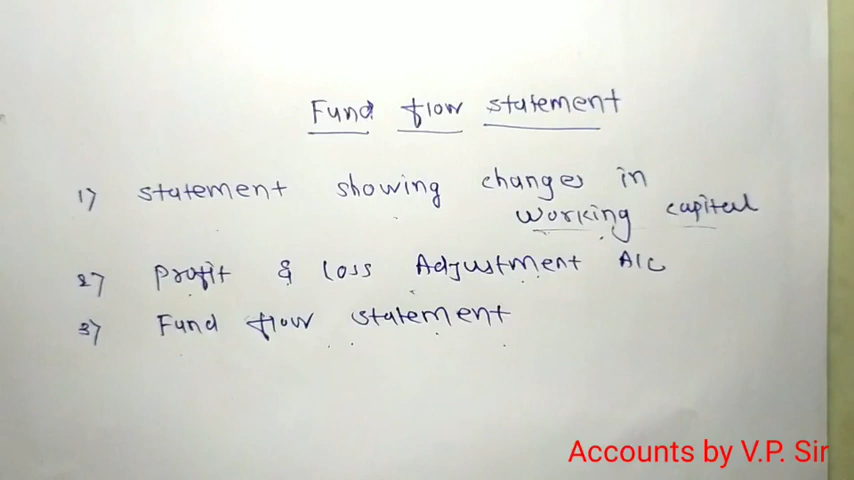 Fund flow statement
1) statement showing changes in
working capital
2) Profit & Loss Adjustment A/c
3) Fund flow statement
Accounts by V.P. Sir